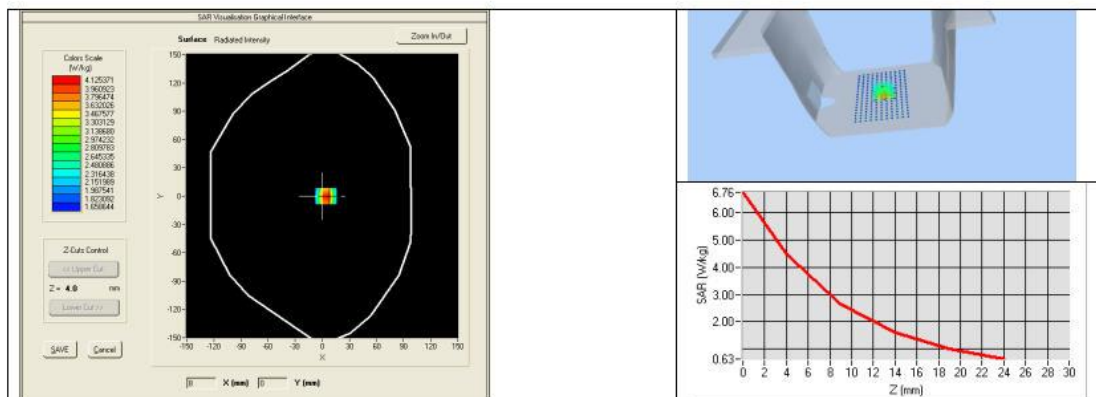 SAR Visualisation Graphical Interface
Surface Radiated Intensity
Zoom In/Out
Colors Scale
(W/kg)
4.125371
3.960923
3.796474
3.632026
3.467577
3.303129
3.138680
2.974232
2.809783
2.645335
2.480886
2.316438
2.151989
1.987541
1.823092
1.658644
150
120
90
60
30
0
-30
-60
-90
-120
-150
Y
-150 -120 -90 -60 -30 0 30 60 90 120 150
X
Z-Cuts Control
<< Upper Cut
Z = 4.0 mm
Lower Cut >>
SAVE Cancel
8 X (mm) 0 Y (mm)
6.76
6.00
5.00
4.00
3.00
2.00
0.63
SAR (W/kg)
0 2 4 6 8 10 12 14 16 18 20 22 24 26 28 30
Z (mm)